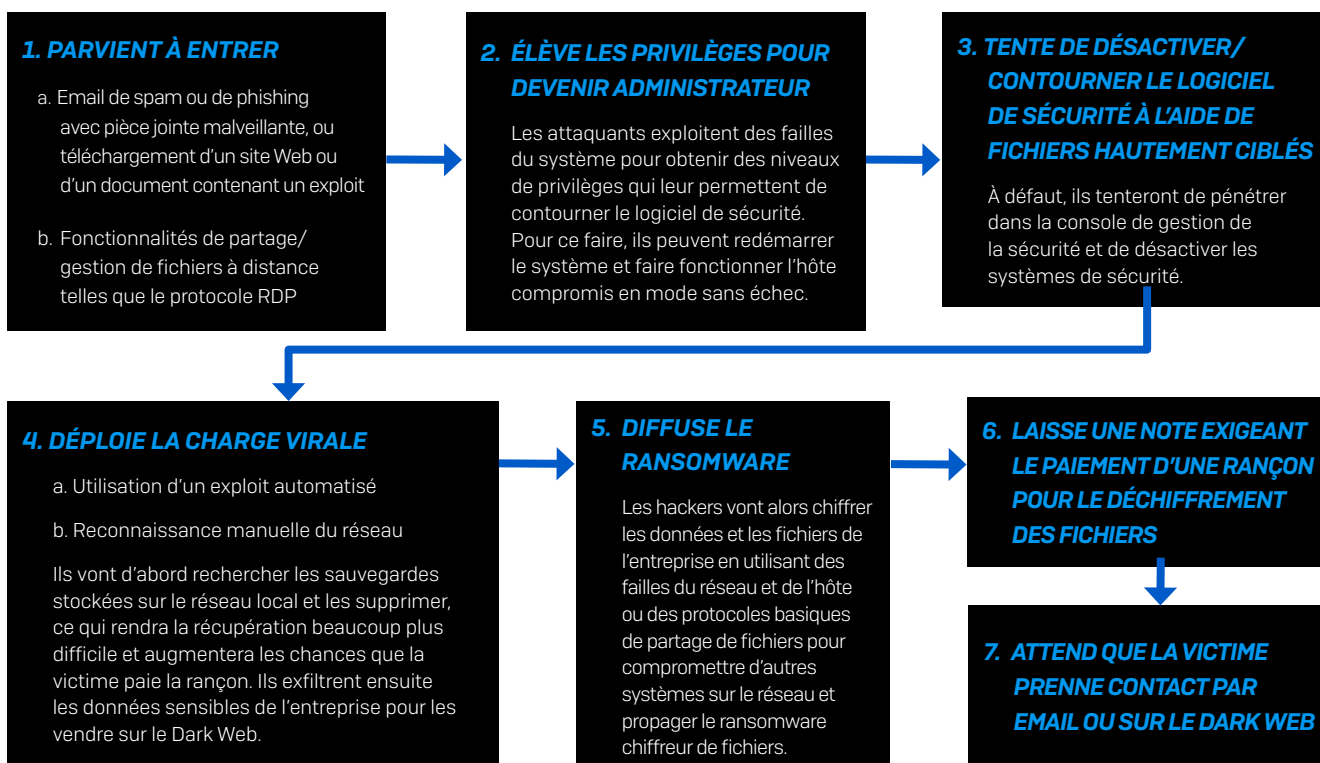 1. PARVIENT À ENTRER
a. Email de spam ou de phishing
avec pièce jointe malveillante, ou
téléchargement d'un site Web ou
d'un document contenant un exploit
b. Fonctionnalités de partage/
gestion de fichiers à distance
telles que le protocole RDP
2. ÉLÈVE LES PRIVILÈGES POUR
DEVENIR ADMINISTRATEUR
Les attaquants exploitent des failles
du système pour obtenir des niveaux
de privilèges qui leur permettent de
contourner le logiciel de sécurité.
Pour ce faire, ils peuvent redémarrer
le système et faire fonctionner l'hôte
compromis en mode sans échec.
3. TENTE DE DÉSACTIVER/
CONTOURNER LE LOGICIEL
DE SÉCURITÉ À L'AIDE DE
FICHIERS HAUTEMENT CIBLÉS
À défaut, ils tenteront de pénétrer
dans la console de gestion de
la sécurité et de désactiver les
systèmes de sécurité.
4. DÉPLOIE LA CHARGE VIRALE
a. Utilisation d'un exploit automatisé
b. Reconnaissance manuelle du réseau
Ils vont d'abord rechercher les sauvegardes
stockées sur le réseau local et les supprimer,
ce qui rendra la récupération beaucoup plus
difficile et augmentera les chances que la
victime paie la rançon. Ils exfiltrent ensuite
les données sensibles de l'entreprise pour les
vendre sur le Dark Web.
5. DIFFUSE LE
RANSOMWARE
Les hackers vont alors chiffrer
les données et les fichiers de
l'entreprise en utilisant des
failles du réseau et de l'hôte
ou des protocoles basiques
de partage de fichiers pour
compromettre d'autres
systèmes sur le réseau et
propager le ransomware
chiffreur de fichiers.
6. LAISSE UNE NOTE EXIGEANT
LE PAIEMENT D'UNE RANÇON
POUR LE DÉCHIFFREMENT
DES FICHIERS
7. ATTEND QUE LA VICTIME
PRENNE CONTACT PAR
EMAIL OU SUR LE DARK WEB